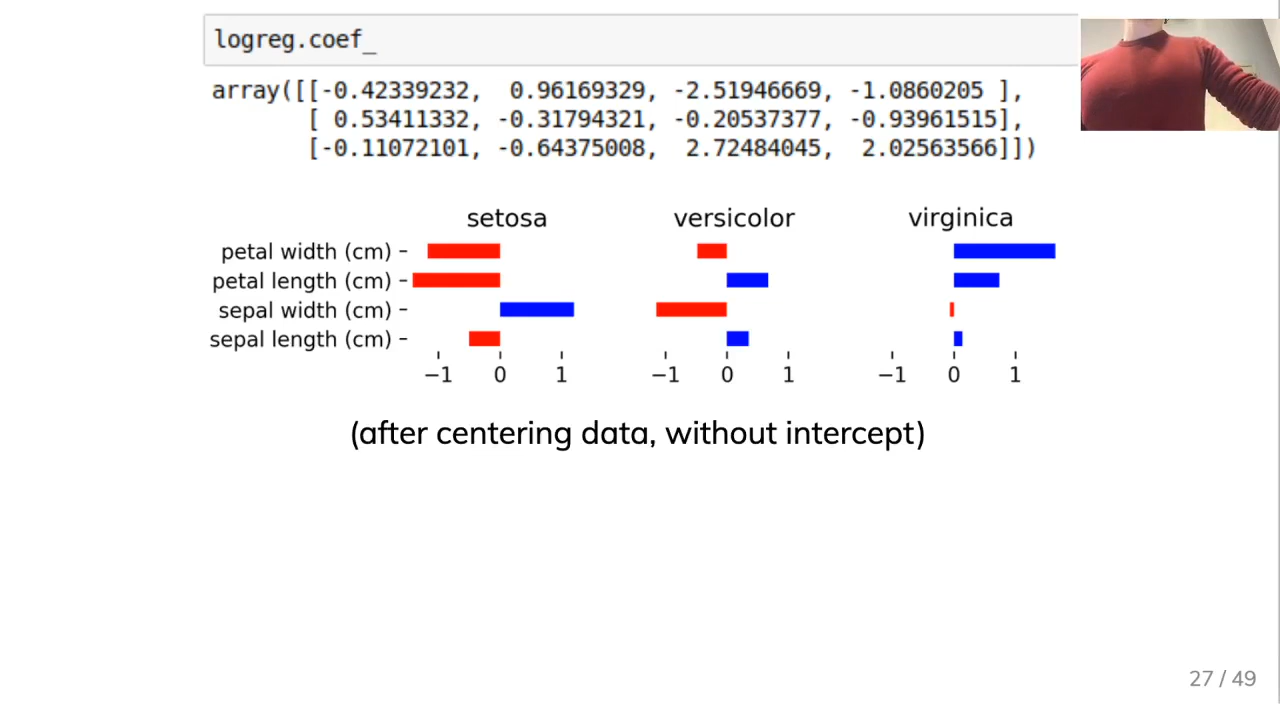 logreg.coef_
array([[-0.42339232,  0.96169329, -2.51946669, -1.0860205 ],
[ 0.53411332, -0.31794321, -0.20537377, -0.93961515],
[-0.11072101, -0.64375008,  2.72484045,  2.02563566]])
setosa versicolor virginica
petal width (cm)
petal length (cm)
sepal width (cm)
sepal length (cm)
−1 0 1 −1 0 1 −1 0 1
(after centering data, without intercept)
27 / 49